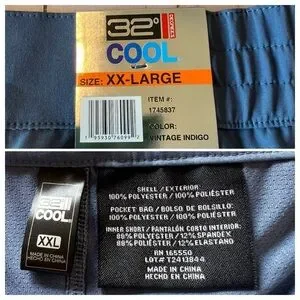 32° DEGREES
COOL
SIZE: XX-LARGE
ITEM #:
1745837
COLOR:
VINTAGE INDIGO
32°
COOL
XXL
MADE IN CHINA
HECHO EN CHINA
SHELL / EXTERIOR:
100% POLYESTER / 100% POLIÉSTER
POCKET BAG / BOLSO DE BOLSILLO:
100% POLYESTER / 100% POLIÉSTER
INNER SHORT / PANTALÓN CORTO INTERIOR:
88% POLYESTER / 12% SPANDEX
88% POLIÉSTER / 12% ELASTANO
RN 165550
LOT# T2413844
MADE IN CHINA
HECHO EN CHINA